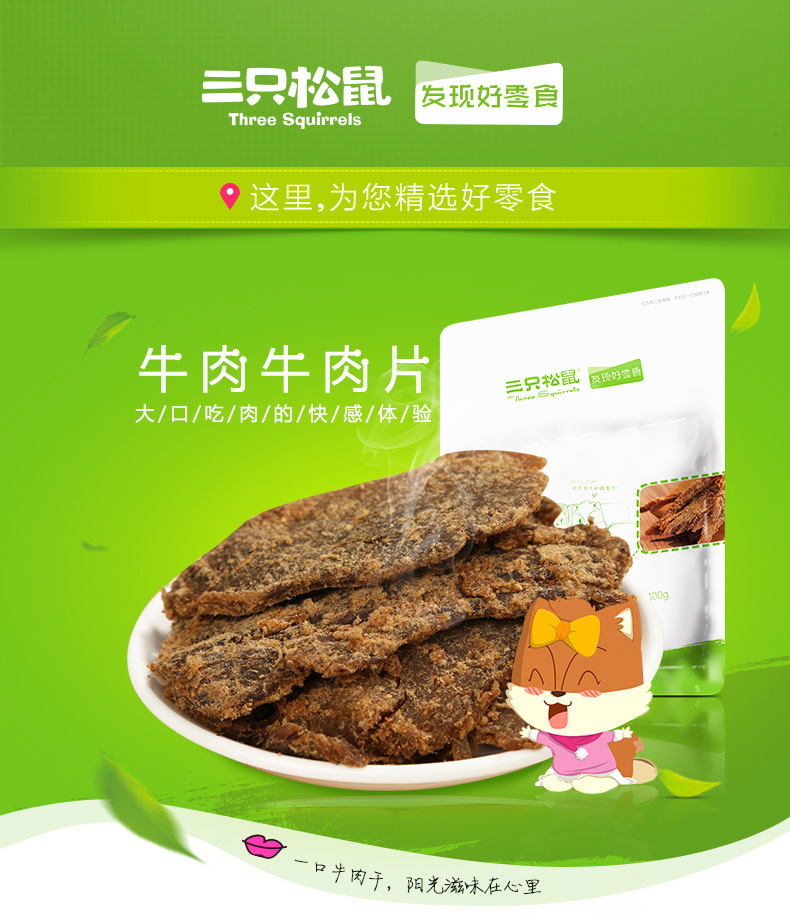 三只松鼠
Three Squirrels
发现好零食
这里,为您精选好零食
牛肉牛肉片
大/口/吃/肉/的/快/感/体/验
三只松鼠
Three Squirrels
发现好零食
100g
一口牛肉干，阳光滋味在心里